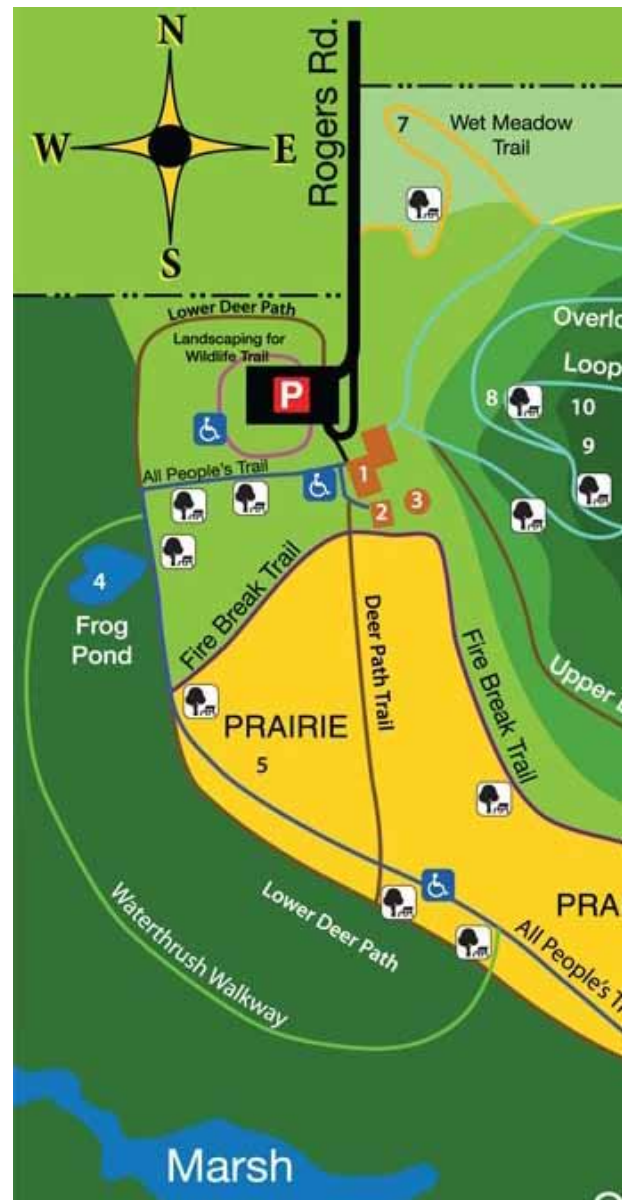 N
W
E
S
Rogers Rd.
7
Wet Meadow
Trail
Lower Deer Path
Landscaping for
Wildlife Trail
P
Overlo
Loop
8
10
9
All People's Trail
1
2
3
4
Frog
Pond
Fire Break Trail
Deer Path Trail
Fire Break Trail
Upper
PRAIRIE
5
PRA
Lower Deer Path
All People's T
Waterthrush Walkway
Marsh